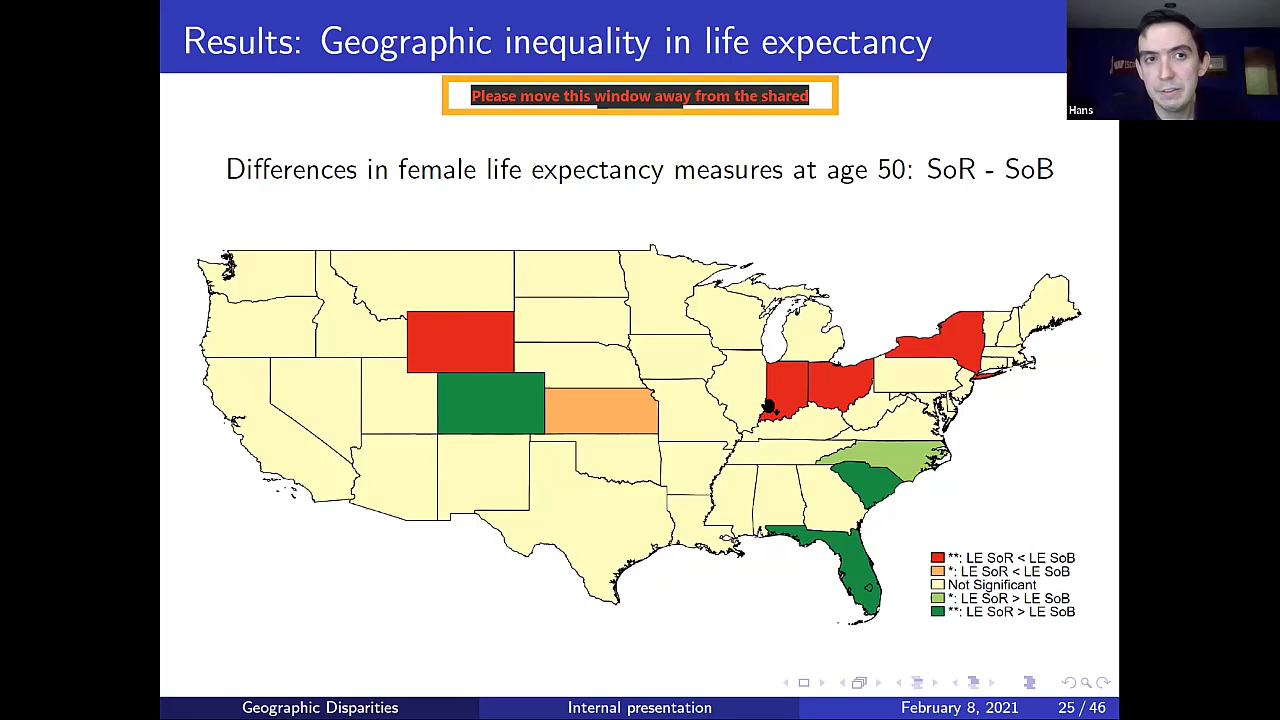 Results: Geographic inequality in life expectancy
Hans
Please move this window away from the shared
Differences in female life expectancy measures at age 50: SoR - SoB
**: LE SoR < LE SoB
*: LE SoR < LE SoB
Not Significant
*: LE SoR > LE SoB
**: LE SoR > LE SoB
Geographic Disparities
Internal presentation
February 8, 2021
25 / 46